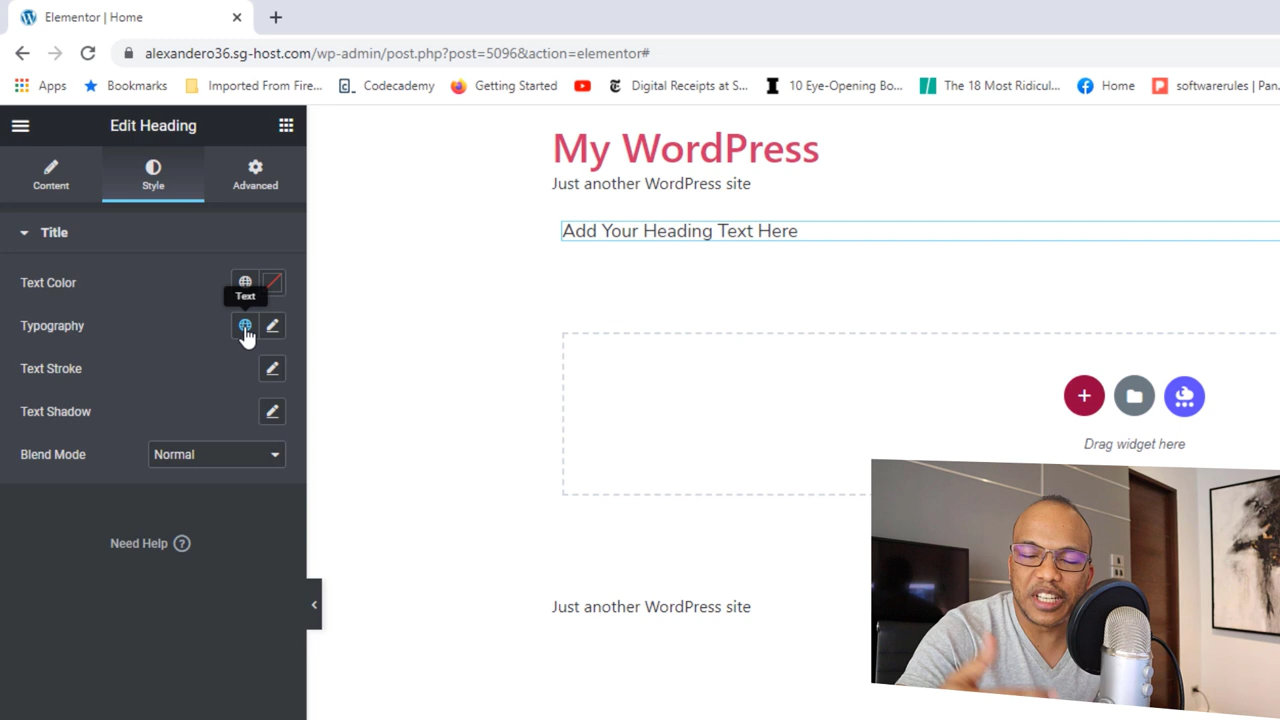 Elementor | Home
alexandero36.sg-host.com/wp-admin/post.php?post=5096&action=elementor#
Apps Bookmarks Imported From Fire... Codecademy Getting Started Digital Receipts at S... 10 Eye-Opening Bo... The 18 Most Ridicul... Home softwarerules | Pan
Edit Heading
Content Style Advanced
Title
Text Color
Text
Typography
Text Stroke
Text Shadow
Blend Mode Normal
Need Help ?
My WordPress
Just another WordPress site
Add Your Heading Text Here
Drag widget here
Just another WordPress site